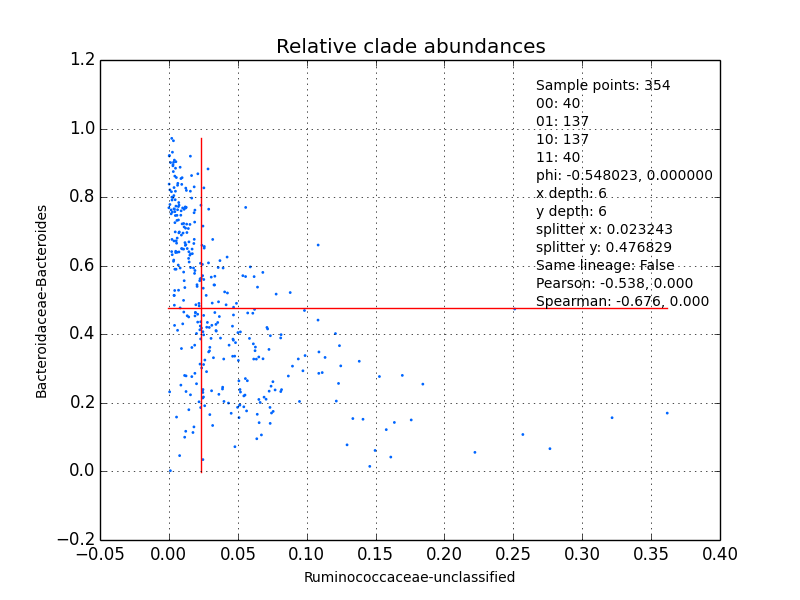 Relative clade abundances
1.2
1.0
0.8
0.6
0.4
0.2
0.0
−0.2
Bacteroidaceae-Bacteroides
Sample points: 354
00: 40
01: 137
10: 137
11: 40
phi: -0.548023, 0.000000
x depth: 6
y depth: 6
splitter x: 0.023243
splitter y: 0.476829
Same lineage: False
Pearson: -0.538, 0.000
Spearman: -0.676, 0.000
−0.05 0.00 0.05 0.10 0.15 0.20 0.25 0.30 0.35 0.40
Ruminococcaceae-unclassified